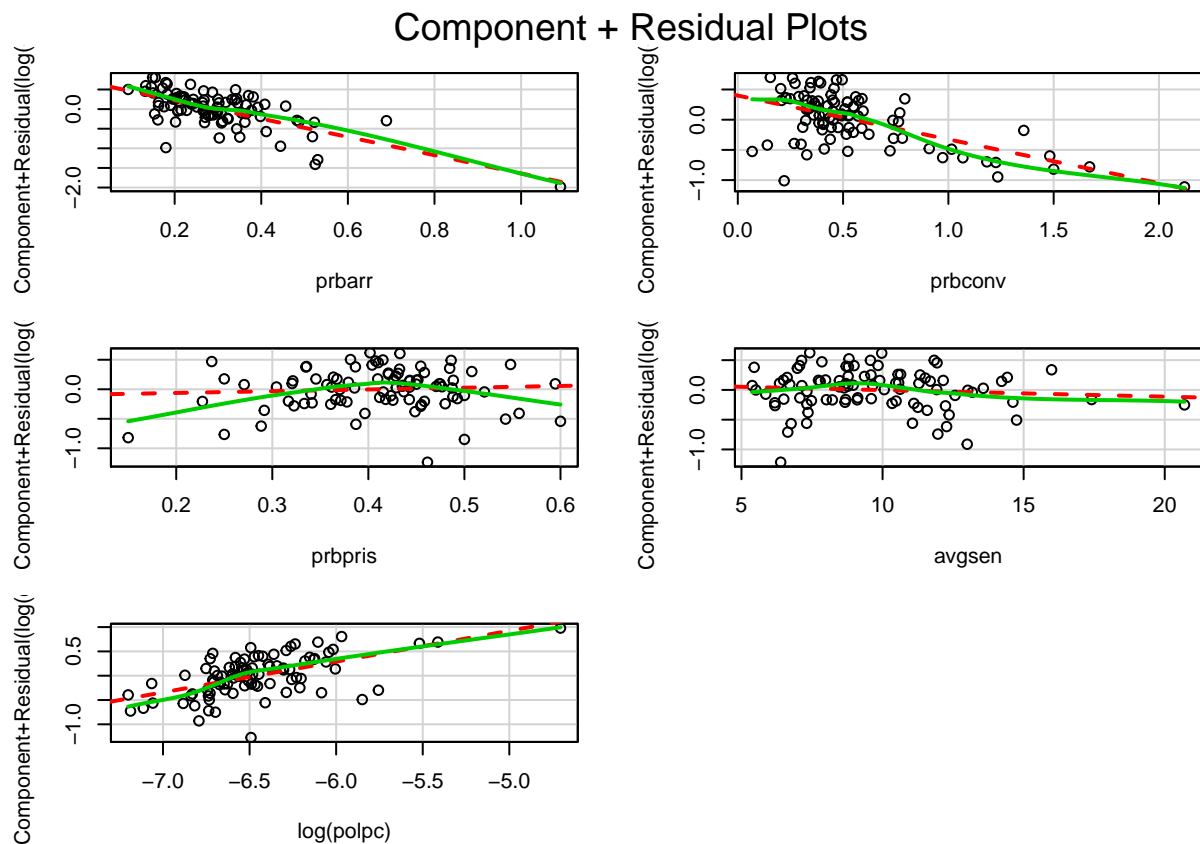 Component + Residual Plots
Component+Residual(log(
0.0
−2.0
0.2 0.4 0.6 0.8 1.0
prbarr
Component+Residual(log(
0.0
−1.0
0.0 0.5 1.0 1.5 2.0
prbconv
Component+Residual(log(
0.0
−1.0
0.2 0.3 0.4 0.5 0.6
prbpris
Component+Residual(log(
0.0
−1.0
5 10 15 20
avgsen
Component+Residual(log(
0.5
−1.0
−7.0 −6.5 −6.0 −5.5 −5.0
log(polpc)